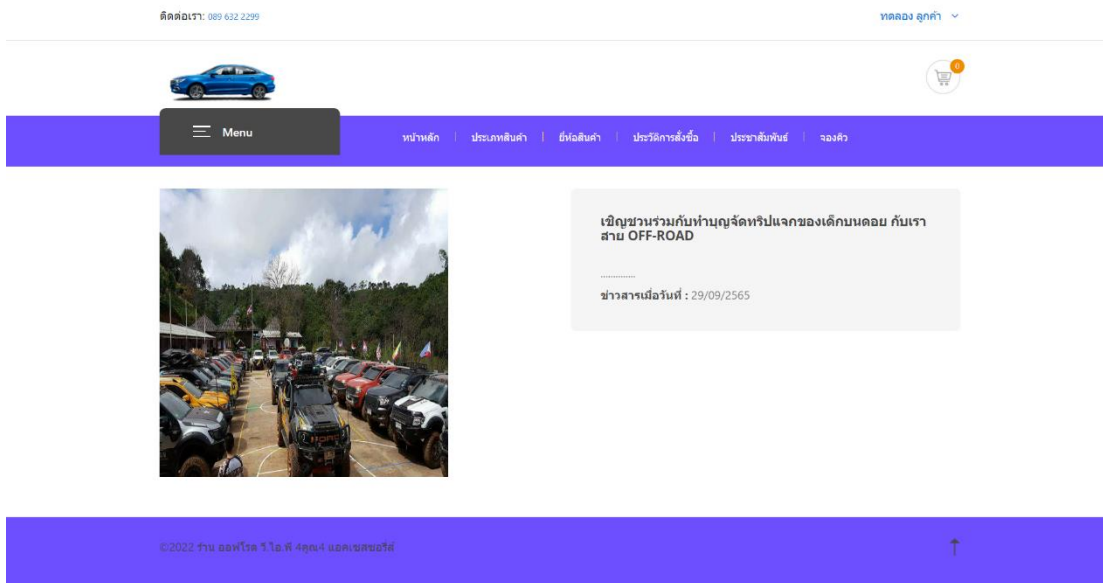 ติดต่อเรา: 089 632 2299
ทดลอง ลูกค้า
0
Menu
หน้าหลัก
ประเภทสินค้า
ยี่ห้อสินค้า
ประวัติการสั่งซื้อ
ประชาสัมพันธ์
จองคิว
เชิญชวนร่วมกับทำบุญจัดทริปแจกของเด็กบนดอย กับเรา
สาย OFF-ROAD
..............
ข่าวสารเมื่อวันที่ : 29/09/2565
©2022 ร้าน ออฟโรด วี.ไอ.พี 4คูณ4 แอคเซสซอรีส์